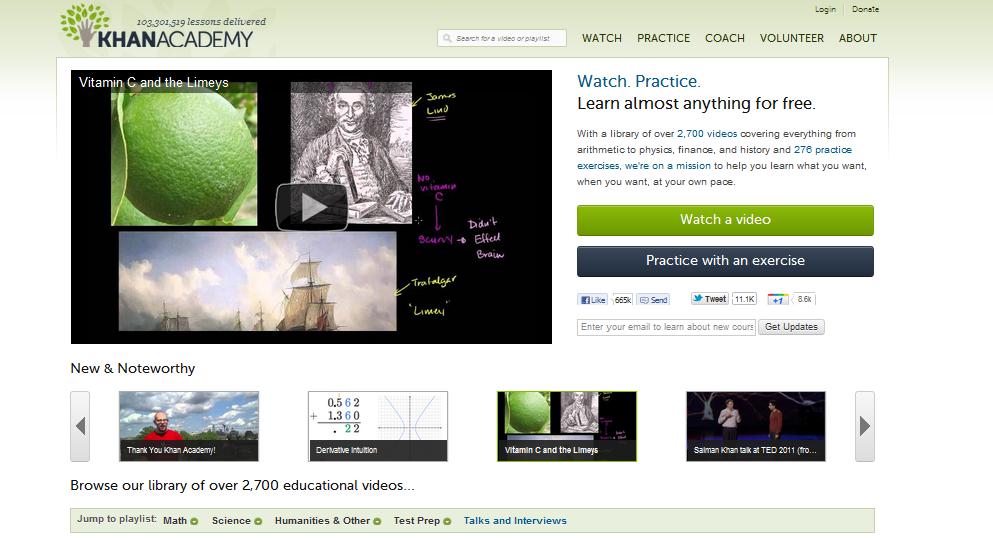 103,301,519 lessons delivered
KHANACADEMY
Login
Donate
Search for a video or playlist
WATCH PRACTICE COACH VOLUNTEER ABOUT
Vitamin C and the Limeys
James
Lind
No
vitamin
C
Scurvy
Didn't
Effect
Brain
Trafalgar
"Limey"
Watch. Practice.
Learn almost anything for free.
With a library of over 2,700 videos covering everything from
arithmetic to physics, finance, and history and 276 practice
exercises, we're on a mission to help you learn what you want,
when you want, at your own pace.
Watch a video
Practice with an exercise
Like 665k Send Tweet 11.1K +1 8.6k
Enter your email to learn about new cours
Get Updates
New & Noteworthy
Thank You Khan Academy!
0.562
+ 1.360
. 22
Derivative Intuition
Vitamin C and the Limeys
Salman Khan talk at TED 2011 (fro...
Browse our library of over 2,700 educational videos...
Jump to playlist: Math Science Humanities & Other Test Prep Talks and Interviews